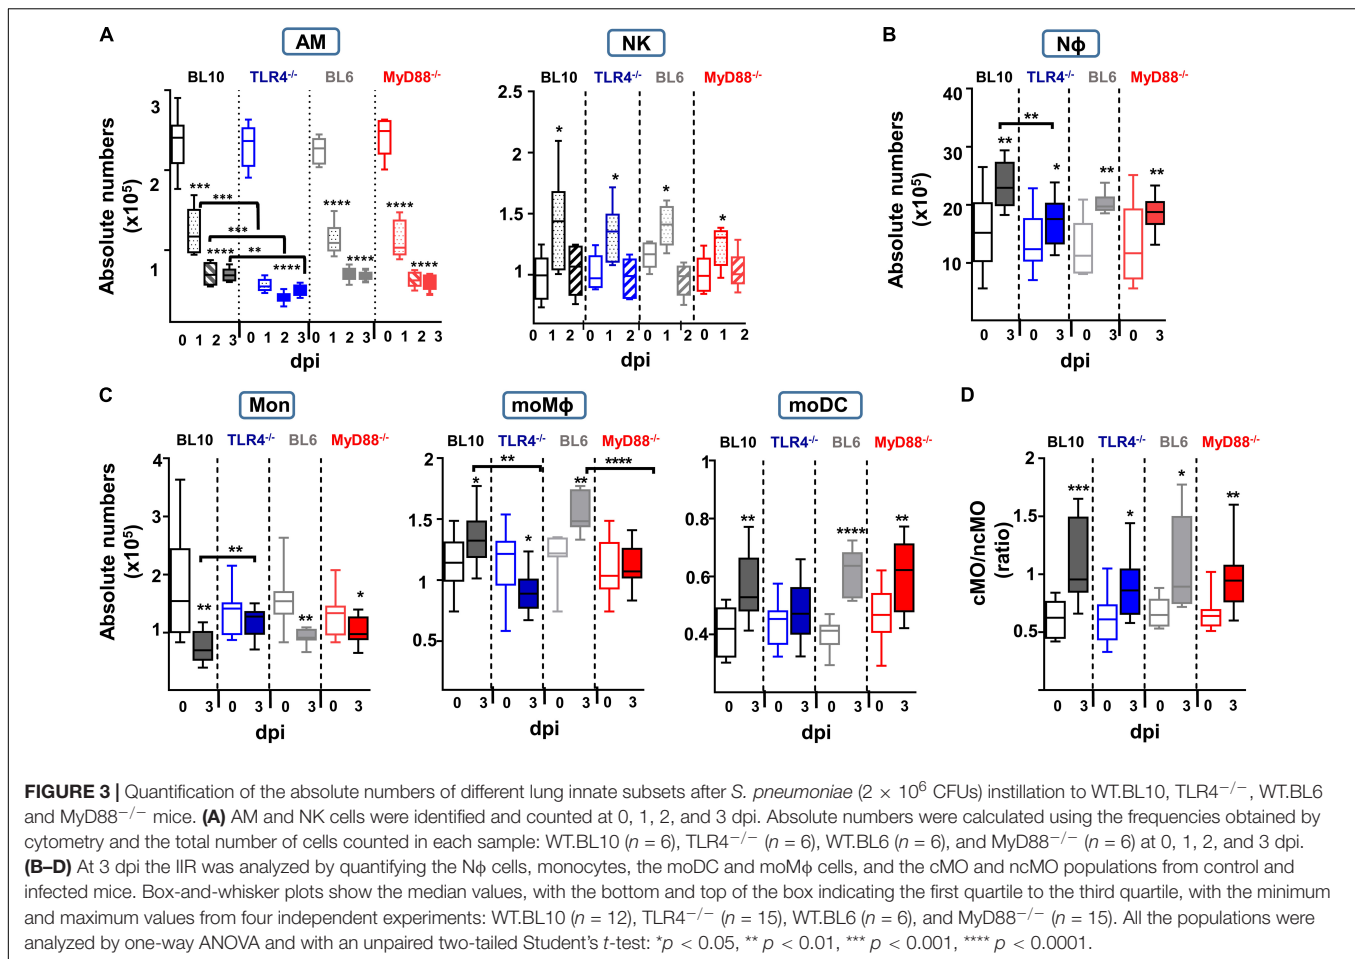 A
AM
NK
B
Nϕ
BL10 TLR4-/- BL6 MyD88-/-
BL10 TLR4-/- BL6 MyD88-/-
BL10 TLR4-/- BL6 MyD88-/-
Absolute numbers
(x10⁵)
3
2
1
*** *** **** *** ** **** **** **** **** ****
0 1 2 3 0 1 2 3 0 1 2 3 0 1 2 3
dpi
2.5
2
1.5
1
* * * *
0 1 2 0 1 2 0 1 2 0 1 2
dpi
Absolute numbers
(x10⁵)
40
30
20
10
** ** * ** **
0 3 0 3 0 3 0 3
dpi
C
Mon
moMϕ
moDC
D
BL10 TLR4-/- BL6 MyD88-/-
BL10 TLR4-/- BL6 MyD88-/-
BL10 TLR4-/- BL6 MyD88-/-
BL10 TLR4-/- BL6 MyD88-/-
Absolute numbers
(x10⁵)
4
3
2
1
** ** ** *
0 3 0 3 0 3 0 3
dpi
2
1.5
1
0.5
* ** * ** ****
0 3 0 3 0 3 0 3
dpi
1
0.8
0.6
0.4
** **** **
0 3 0 3 0 3 0 3
dpi
cMO/ncMO
(ratio)
2
1.5
1
0.5
*** * * **
0 3 0 3 0 3 0 3
dpi
FIGURE 3 | Quantification of the absolute numbers of different lung innate subsets after S. pneumoniae (2 × 10⁶ CFUs) instillation to WT.BL10, TLR4−/−, WT.BL6
and MyD88−/− mice. (A) AM and NK cells were identified and counted at 0, 1, 2, and 3 dpi. Absolute numbers were calculated using the frequencies obtained by
cytometry and the total number of cells counted in each sample: WT.BL10 (n = 6), TLR4−/− (n = 6), WT.BL6 (n = 6), and MyD88−/− (n = 6) at 0, 1, 2, and 3 dpi.
(B–D) At 3 dpi the IIR was analyzed by quantifying the Nϕ cells, monocytes, the moDC and moMϕ cells, and the cMO and ncMO populations from control and
infected mice. Box-and-whisker plots show the median values, with the bottom and top of the box indicating the first quartile to the third quartile, with the minimum
and maximum values from four independent experiments: WT.BL10 (n = 12), TLR4−/− (n = 15), WT.BL6 (n = 6), and MyD88−/− (n = 15). All the populations were
analyzed by one-way ANOVA and with an unpaired two-tailed Student's t-test: *p < 0.05, ** p < 0.01, *** p < 0.001, **** p < 0.0001.